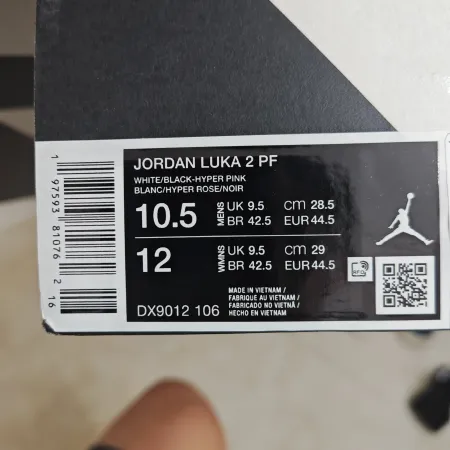 JORDAN LUKA 2 PF
WHITE/BLACK-HYPER PINK
BLANC/HYPER ROSE/NOIR
10.5 MENS UK 9.5 CM 28.5
BR 42.5 EUR 44.5
12 WMNS UK 9.5 CM 29
BR 42.5 EUR 44.5
MADE IN VIETNAM /
FABRIQUÉ AU VIETNAM /
FABRICADO NO VIETNÃ /
HECHO EN VIETNAM
DX9012 106
RFID
1 97593 81076 2 16